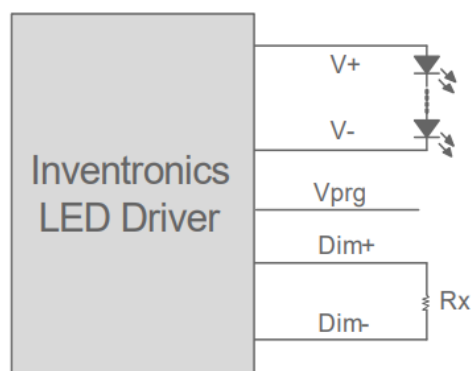 Inventronics
LED Driver
V+
V-
Vprg
Dim+
Rx
Dim-